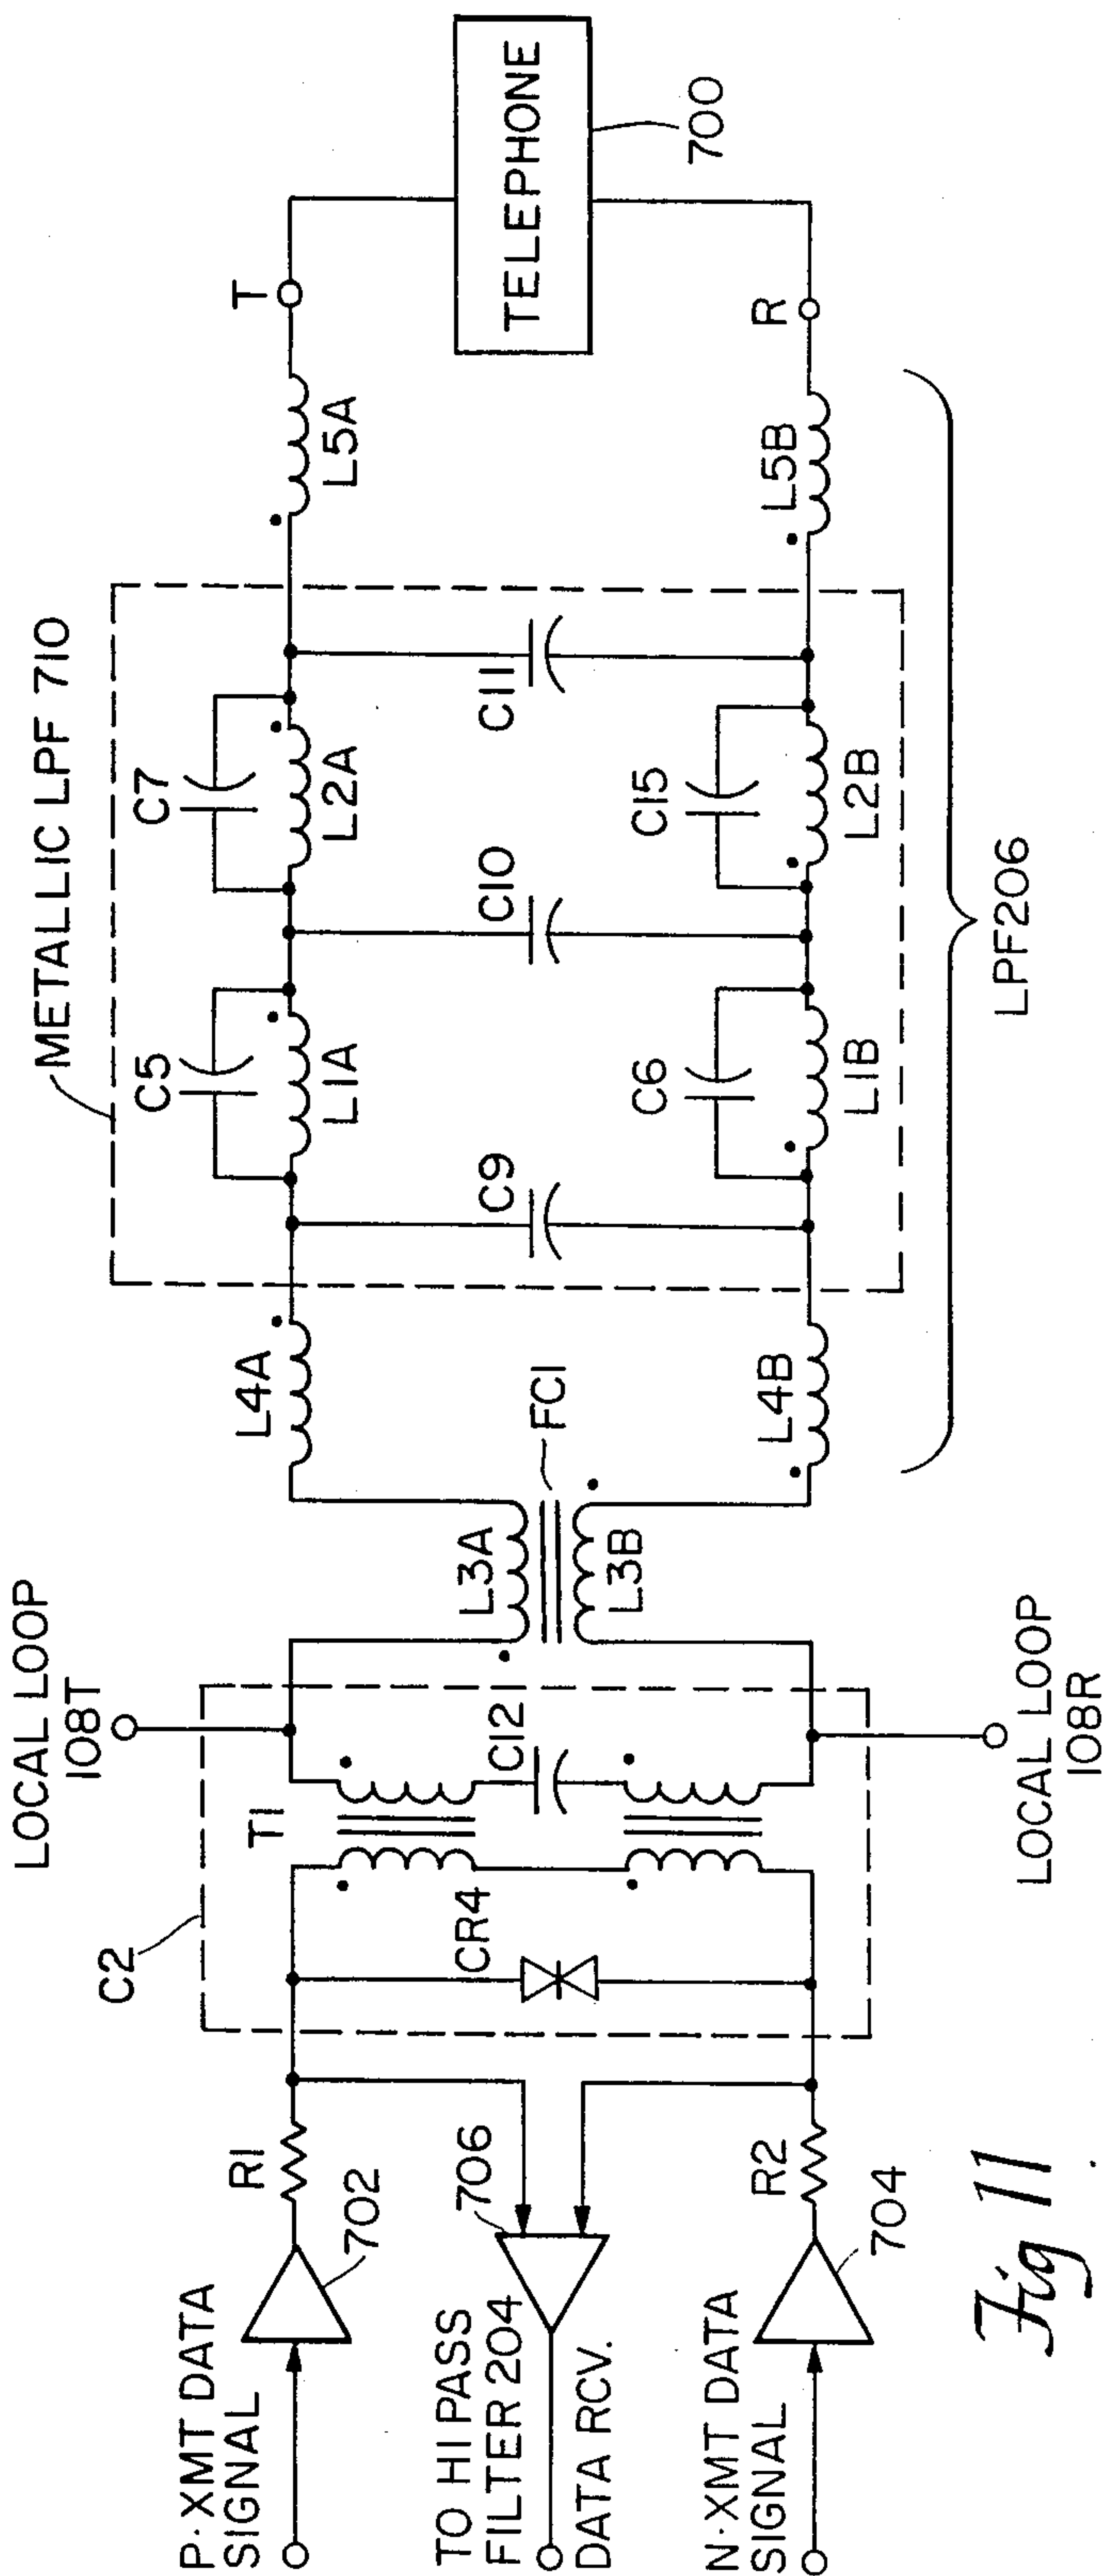 LOCAL LOOP
108T
METALLIC LPF 710
C2
T1
C12
CR4
L3A
L3B
FC1
L4A
L4B
C9
C5
L1A
C6
L1B
C10
C7
L2A
C15
L2B
C11
L5A
L5B
T
R
TELEPHONE
700
LPF206
LOCAL LOOP
108R
P·XMT DATA
SIGNAL
702
R1
TO HIPASS
FILTER 204
DATA RCV.
706
N·XMT DATA
SIGNAL
704
R2
Fig 11